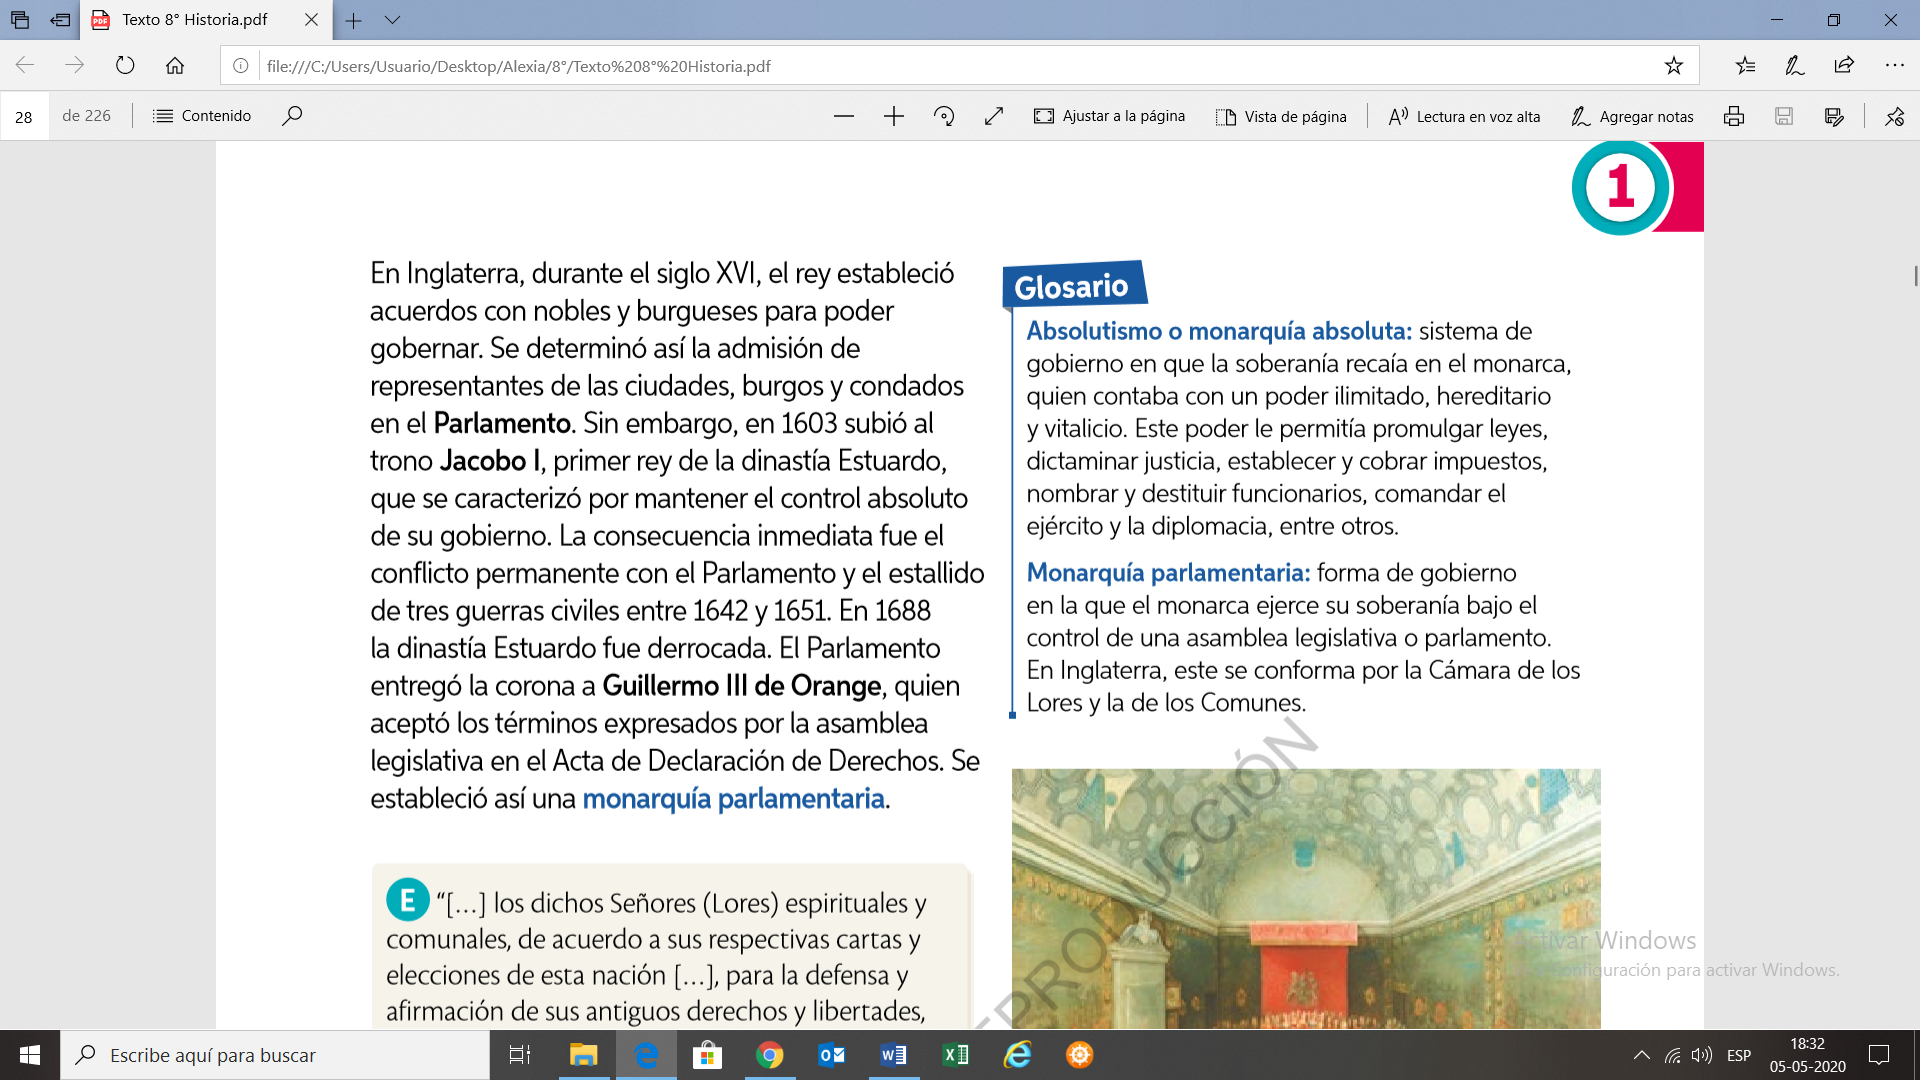 Texto 8° Historia.pdf
file:///C:/Users/Usuario/Desktop/Alexia/8°/Texto%208°%20Historia.pdf
28 de 226 Contenido Ajustar a la página Vista de página Lectura en voz alta Agregar notas
1
En Inglaterra, durante el siglo XVI, el rey estableció
acuerdos con nobles y burgueses para poder
gobernar. Se determinó así la admisión de
representantes de las ciudades, burgos y condados
en el Parlamento. Sin embargo, en 1603 subió al
trono Jacobo I, primer rey de la dinastía Estuardo,
que se caracterizó por mantener el control absoluto
de su gobierno. La consecuencia inmediata fue el
conflicto permanente con el Parlamento y el estallido
de tres guerras civiles entre 1642 y 1651. En 1688
la dinastía Estuardo fue derrocada. El Parlamento
entregó la corona a Guillermo III de Orange, quien
aceptó los términos expresados por la asamblea
legislativa en el Acta de Declaración de Derechos. Se
estableció así una monarquía parlamentaria.
E “[...] los dichos Señores (Lores) espirituales y
comunales, de acuerdo a sus respectivas cartas y
elecciones de esta nación [...], para la defensa y
afirmación de sus antiguos derechos y libertades,
Glosario
Absolutismo o monarquía absoluta: sistema de
gobierno en que la soberanía recaía en el monarca,
quien contaba con un poder ilimitado, hereditario
y vitalicio. Este poder le permitía promulgar leyes,
dictaminar justicia, establecer y cobrar impuestos,
nombrar y destituir funcionarios, comandar el
ejército y la diplomacia, entre otros.
Monarquía parlamentaria: forma de gobierno
en la que el monarca ejerce su soberanía bajo el
control de una asamblea legislativa o parlamento.
En Inglaterra, este se conforma por la Cámara de los
Lores y la de los Comunes.
EPRODUCCIÓN
Activar Windows
Configuración para activar Windows.
Escribe aquí para buscar
ESP
18:32
05-05-2020